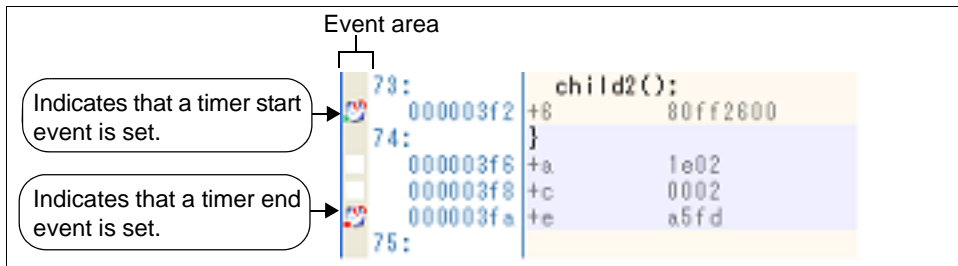 Event area
Indicates that a timer start
event is set.
Indicates that a timer end
event is set.
73: child2();
000003f2 +6 80ff2600
74: }
000003f6 +a 1e02
000003f8 +c 0002
000003fa +e a5fd
75: